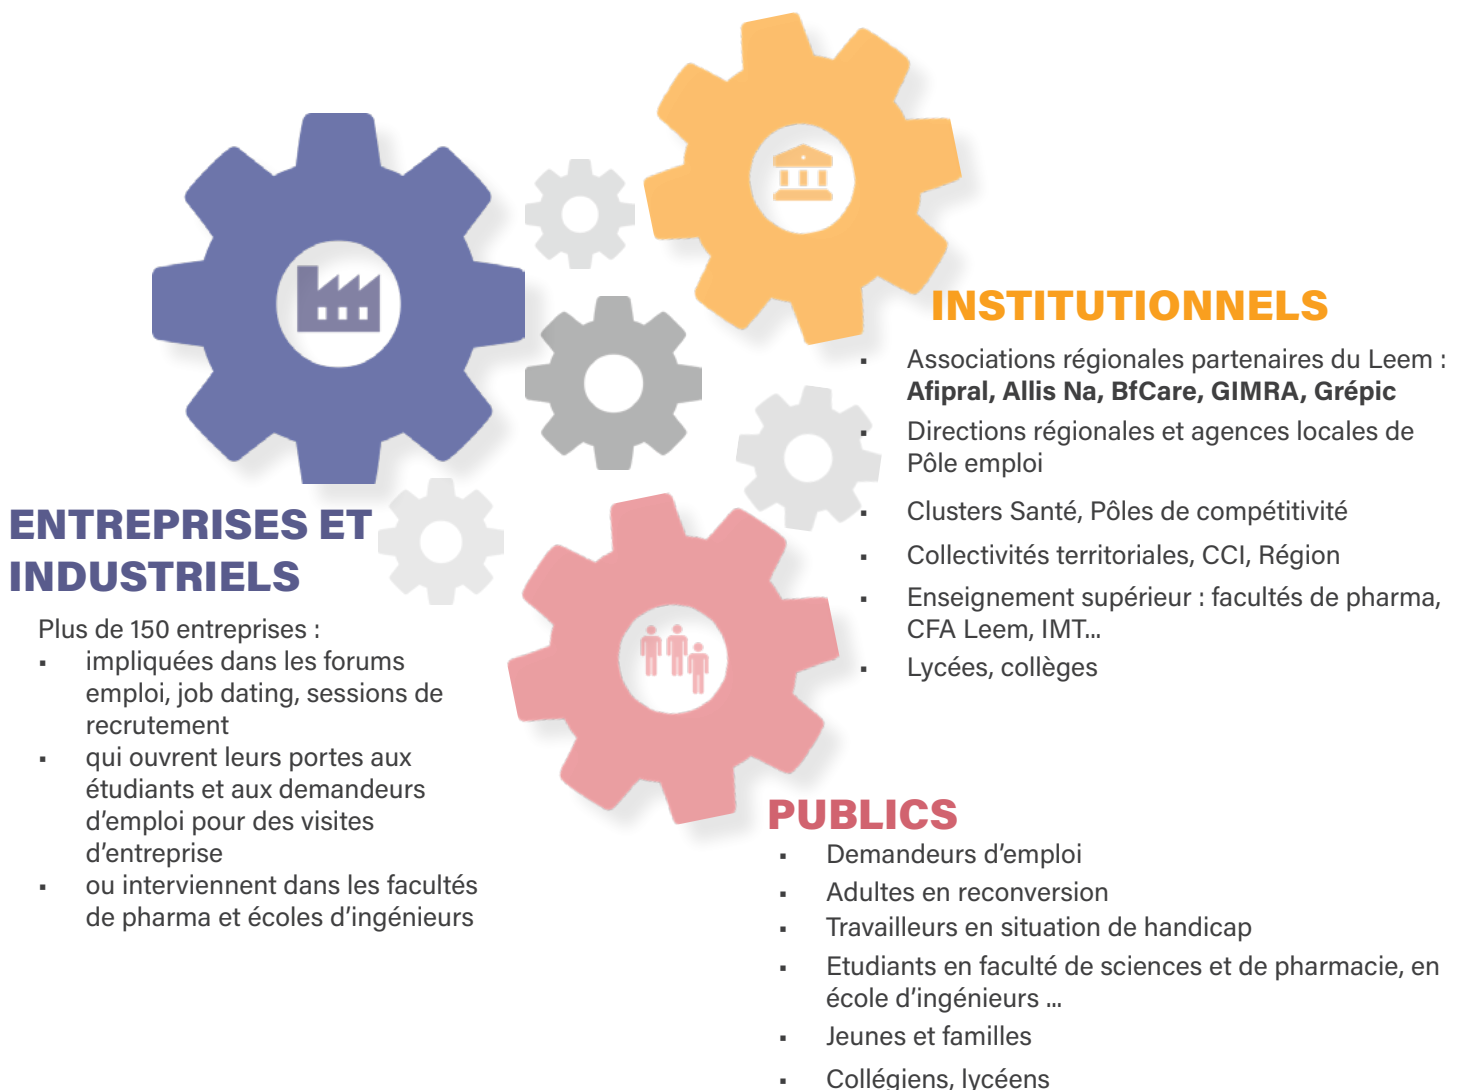 INSTITUTIONNELS
▪ Associations régionales partenaires du Leem :
Afipral, Allis Na, BfCare, GIMRA, Grépic
▪ Directions régionales et agences locales de
Pôle emploi
▪ Clusters Santé, Pôles de compétitivité
▪ Collectivités territoriales, CCI, Région
▪ Enseignement supérieur : facultés de pharma,
CFA Leem, IMT...
▪ Lycées, collèges
ENTREPRISES ET
INDUSTRIELS
Plus de 150 entreprises :
▪ impliquées dans les forums
emploi, job dating, sessions de
recrutement
▪ qui ouvrent leurs portes aux
étudiants et aux demandeurs
d’emploi pour des visites
d’entreprise
▪ ou interviennent dans les facultés
de pharma et écoles d’ingénieurs
PUBLICS
▪ Demandeurs d’emploi
▪ Adultes en reconversion
▪ Travailleurs en situation de handicap
▪ Etudiants en faculté de sciences et de pharmacie, en
école d’ingénieurs ...
▪ Jeunes et familles
▪ Collégiens, lycéens